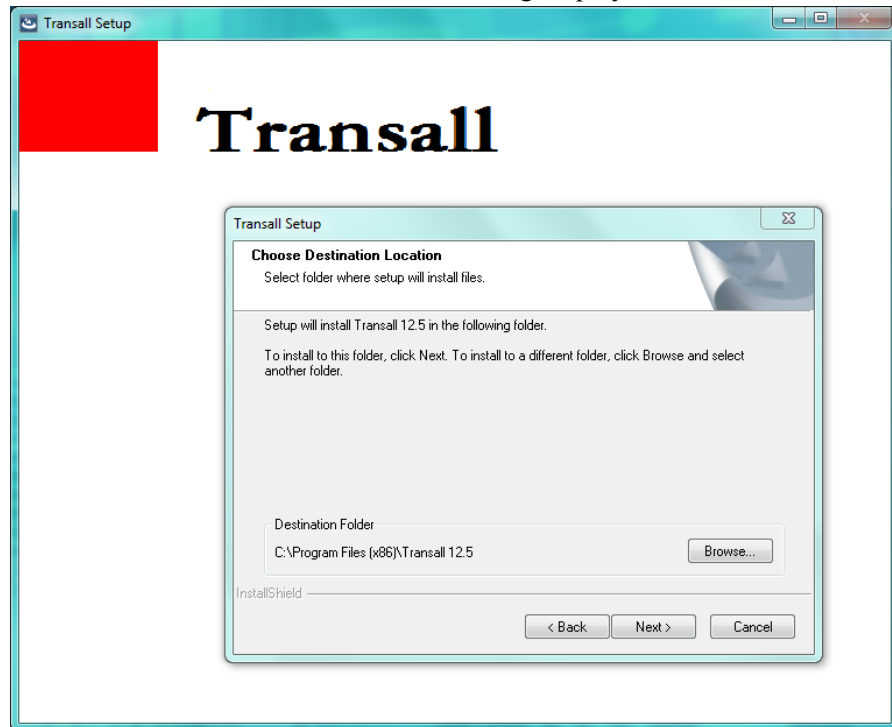 Transall Setup
Transall
Transall Setup
Choose Destination Location
Select folder where setup will install files.
Setup will install Transall 12.5 in the following folder.
To install to this folder, click Next. To install to a different folder, click Browse and select
another folder.
Destination Folder
C:\Program Files (x86)\Transall 12.5
Browse...
InstallShield
< Back
Next >
Cancel